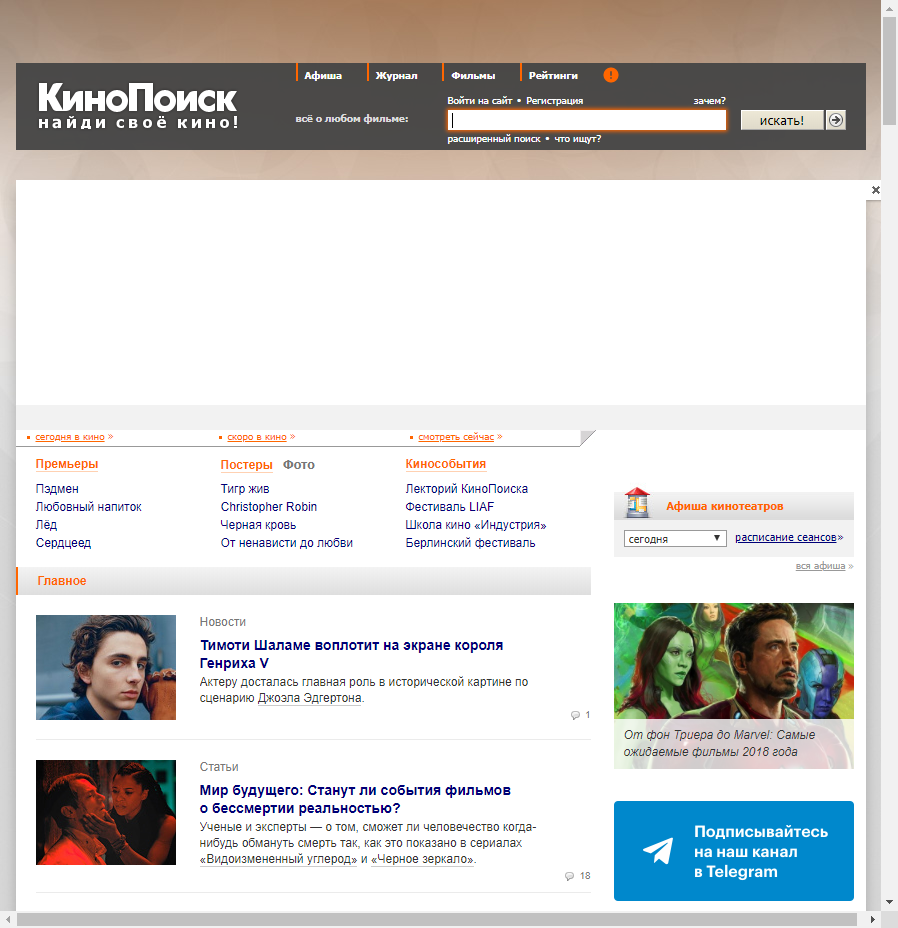 Афиша
Журнал
Фильмы
Рейтинги
!
КиноПоиск
найди своё кино!
Войти на сайт • Регистрация
зачем?
всё о любом фильме:
искать!
расширенный поиск • что ищут?
сегодня в кино »
скоро в кино »
смотреть сейчас »
Премьеры
Пэдмен
Любовный напиток
Лёд
Сердцеед
Постеры Фото
Тигр жив
Christopher Robin
Черная кровь
От ненависти до любви
Кинособытия
Лекторий КиноПоиска
Фестиваль LIAF
Школа кино «Индустрия»
Берлинский фестиваль
Афиша кинотеатров
сегодня
расписание сеансов»
вся афиша »
Главное
Новости
Тимоти Шаламе воплотит на экране короля
Генриха V
Актеру досталась главная роль в исторической картине по
сценарию Джоэла Эдгертона.
1
Статьи
Мир будущего: Станут ли события фильмов
о бессмертии реальностью?
Ученые и эксперты — о том, сможет ли человечество когда-
нибудь обмануть смерть так, как это показано в сериалах
«Видоизмененный углерод» и «Черное зеркало».
18
От фон Триера до Marvel: Самые
ожидаемые фильмы 2018 года
Подписывайтесь
на наш канал
в Telegram